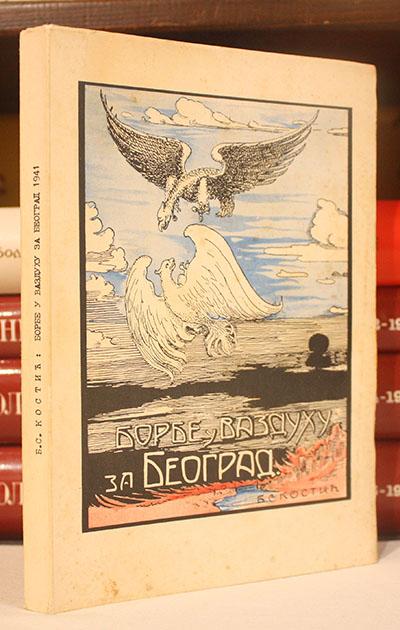 Б.С. КОСТИЋ: БОРБЕ У ВАЗДУХУ ЗА БЕОГРАД 1941
БОРБЕ У ВАЗДУХУ
ЗА БЕОГРАД.
Б.С.КОСТИЋ